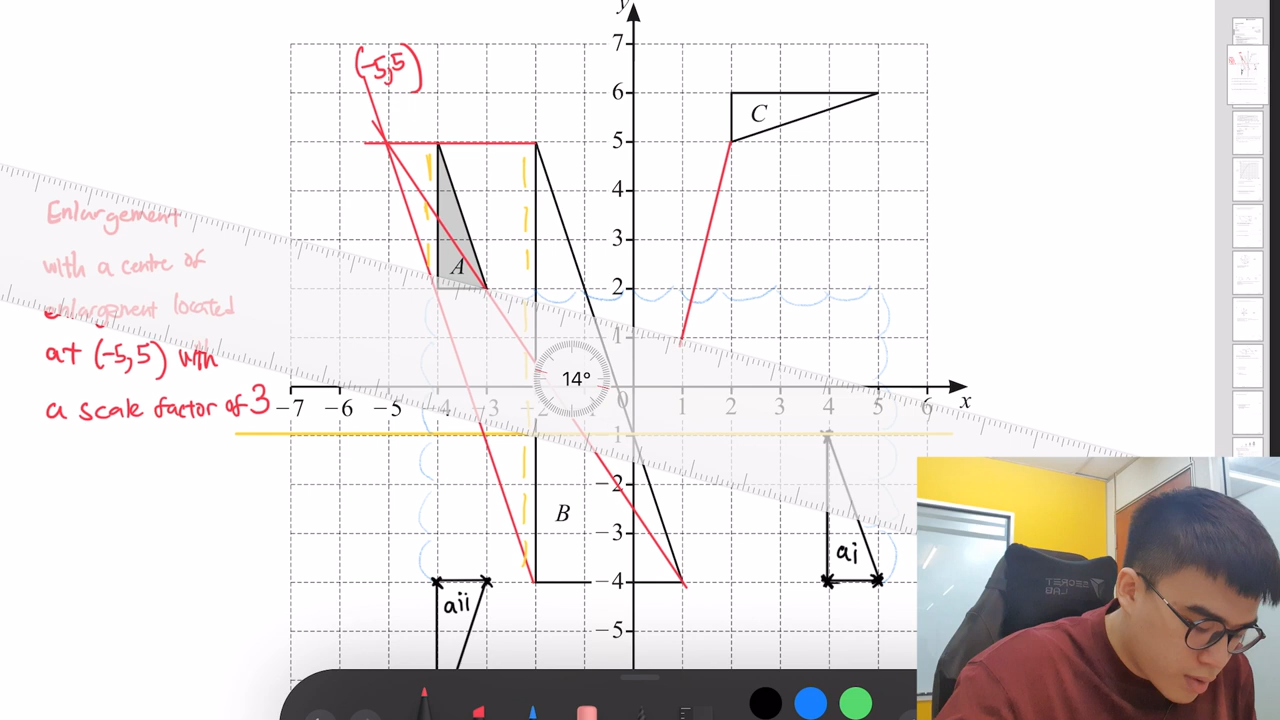 y
(-5,5)
7
6
C
5
4
3
A
2
1
Enlargement
with a centre of
enlargement located
at (-5,5) with
a scale factor of 3
14°
−7 −6 −5 −4 −3 −2 0 1 2 3 4 5 6 x
1
−2
B
−3
ai
−4
aii
−5